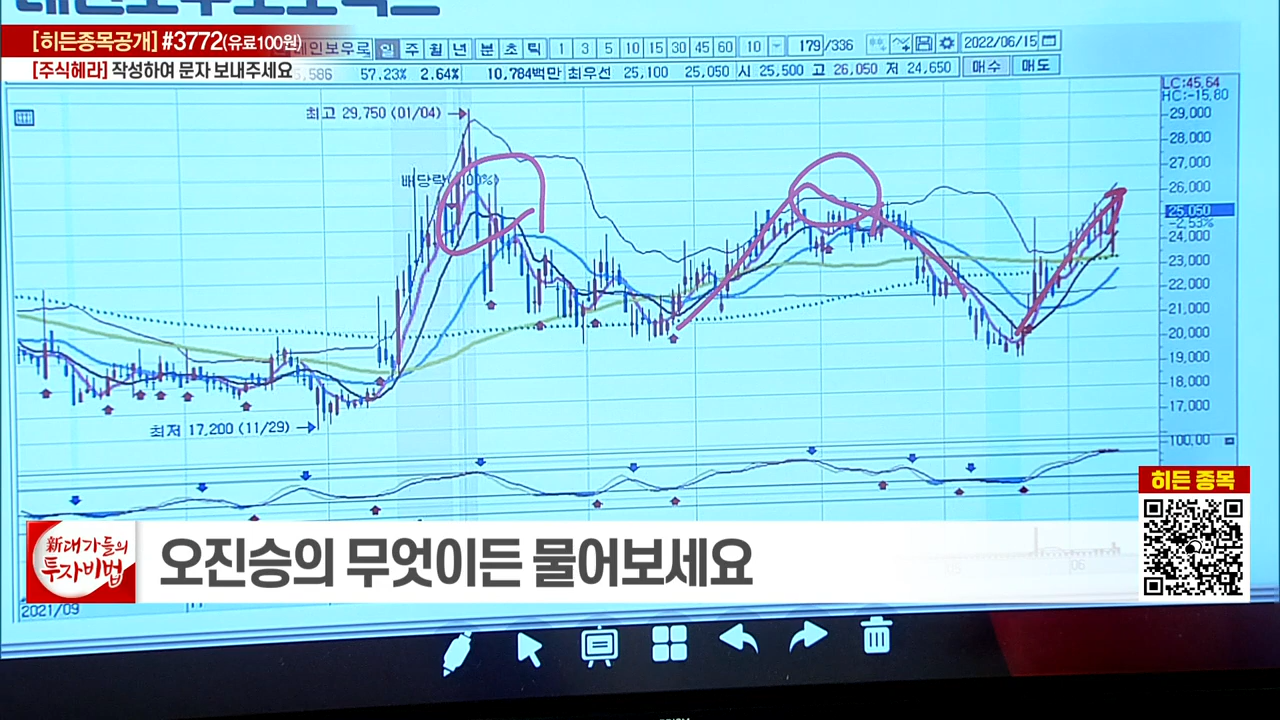 [히든종목공개] #3772(유료100원)
[주식헤라] 작성하여 문자 보내주세요
일 주 월 년 분 초 틱 1 3 5 10 15 30 45 60 10 179/336 2022/06/15
57.23% 2.64% 10,784백만 최우선 25,100 25,050 시 25,500 고 26,050 저 24,650 매수 매도
LC:45.64
HC:-15.80
최고 29,750 (01/04)
29,000
28,000
27,000
배당락
26,000
25,050
-2.53%
24,000
23,000
22,000
21,000
20,000
19,000
18,000
17,000
최저 17,200 (11/29)
100.00
히든 종목
新대가들의
투자비법
오진승의 무엇이든 물어보세요
2021/09